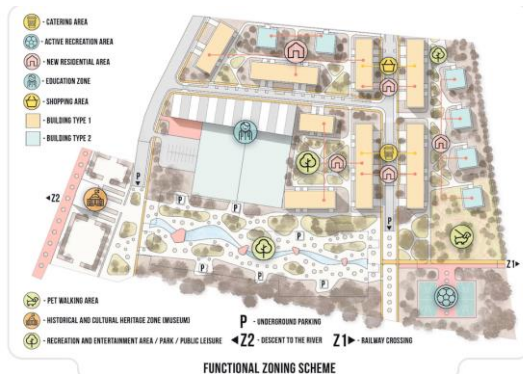 - CATERING AREA
- ACTIVE RECREATION AREA
- NEW RESIDENTIAL AREA
- EDUCATION ZONE
- SHOPPING AREA
- BUILDING TYPE 1
- BUILDING TYPE 2
◀Z2
P
P
P
P
P
P
P
P
Z1▶
- PET WALKING AREA
- HISTORICAL AND CULTURAL HERITAGE ZONE (MUSEUM)
- RECREATION AND ENTERTAINMENT AREA / PARK / PUBLIC LEISURE
P - UNDERGROUND PARKING
◀Z2 - DESCENT TO THE RIVER
Z1▶ - RAILWAY CROSSING
FUNCTIONAL ZONING SCHEME